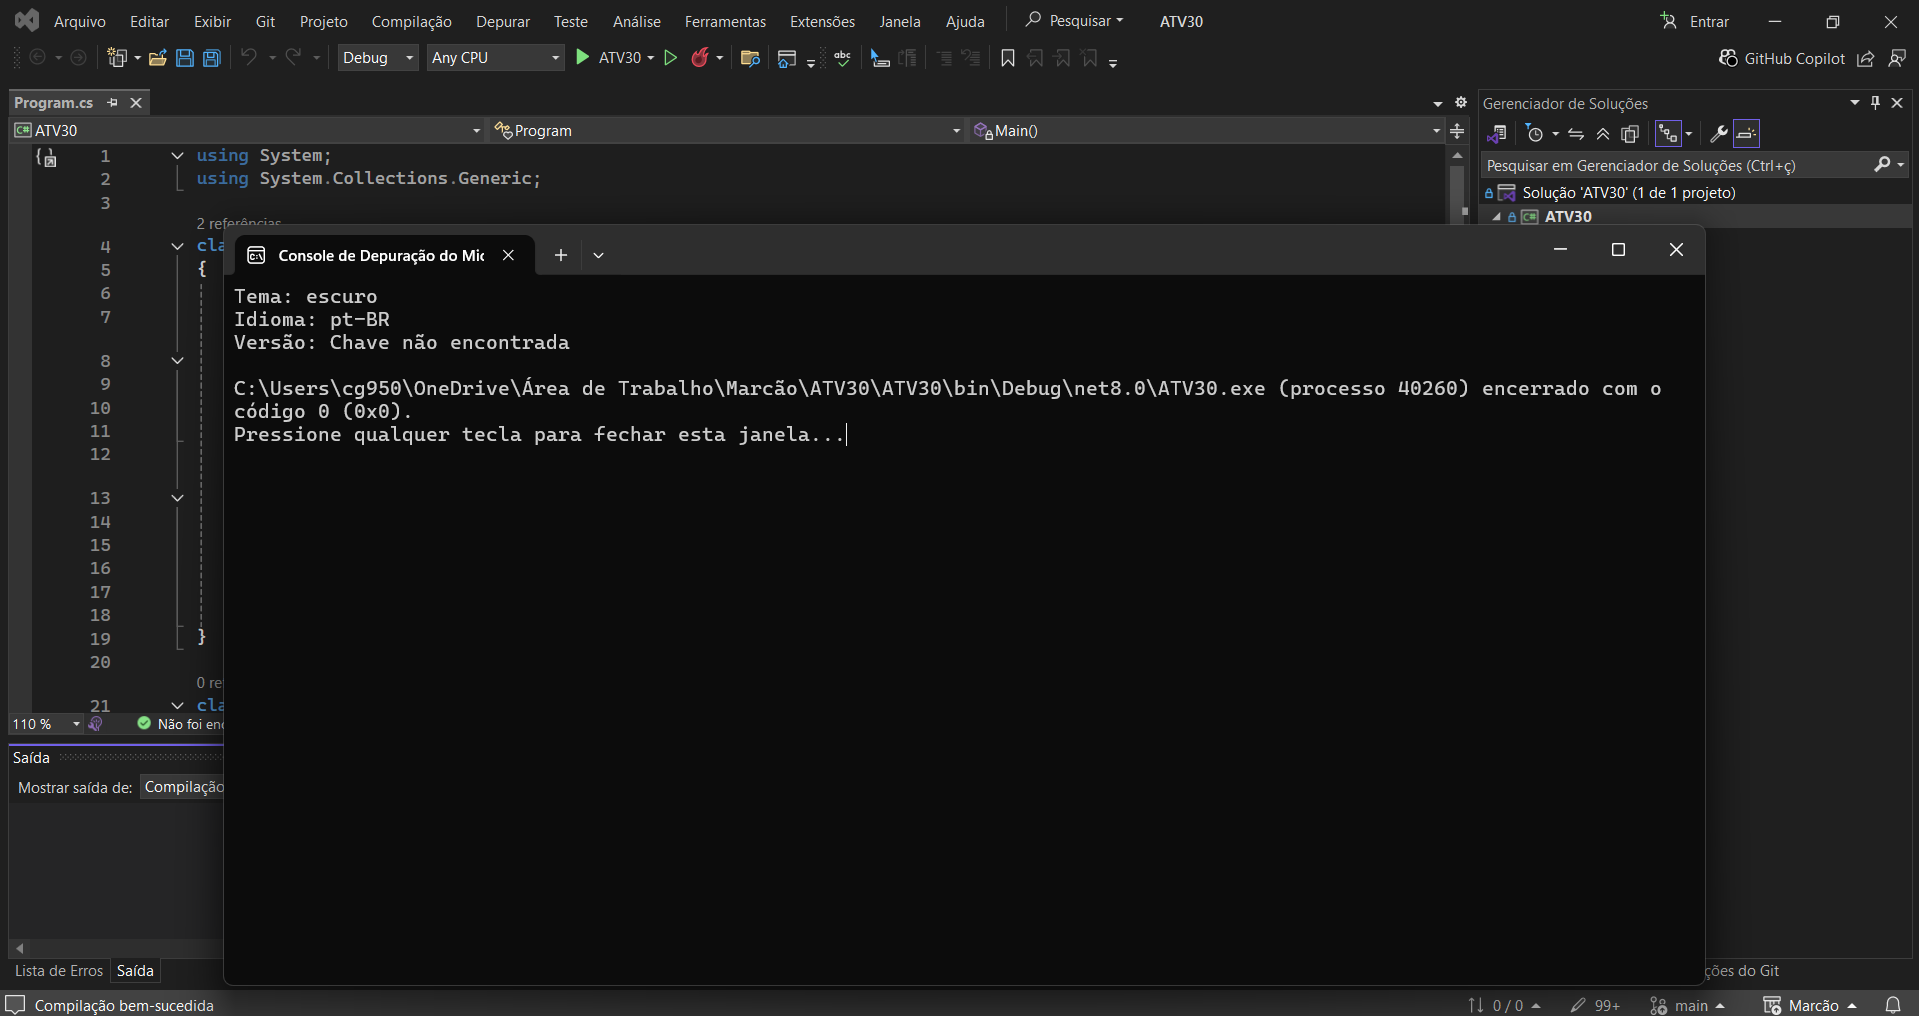 Arquivo Editar Exibir Git Projeto Compilação Depurar Teste Análise Ferramentas Extensões Janela Ajuda Pesquisar ATV30 Entrar
Debug Any CPU ATV30 abc GitHub Copilot
Program.cs
Gerenciador de Soluções
C# ATV30 Program Main()
Pesquisar em Gerenciador de Soluções (Ctrl+ç)
Solução 'ATV30' (1 de 1 projeto)
C# ATV30
1 using System;
2 using System.Collections.Generic;
3
2 referências
4 cla
5 {
6
7
8
9
10
11
12
13
14
15
16
17
18
19 }
20
0 re
21 cla
110 % Não foi enc
Console de Depuração do Mic
Tema: escuro
Idioma: pt-BR
Versão: Chave não encontrada
C:\Users\cg950\OneDrive\Área de Trabalho\Marcão\ATV30\ATV30\bin\Debug\net8.0\ATV30.exe (processo 40260) encerrado com o
código 0 (0x0).
Pressione qualquer tecla para fechar esta janela...
Saída
Mostrar saída de: Compilação
Lista de Erros Saída
ções do Git
Compilação bem-sucedida 0 / 0 99+ main Marcão